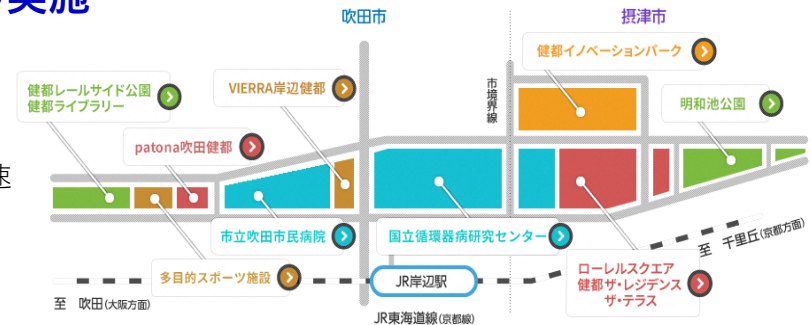 実施
吹田市
摂津市
健都イノベーションパーク
健都レールサイド公園
健都ライブラリー
VIERRA岸辺健都
市境界線
明和池公園
patona吹田健都
速
市立吹田市民病院
国立循環器病研究センター
多目的スポーツ施設
JR岸辺駅
ローレルスクエア
健都ザ・レジデンス
ザ・テラス
至 千里丘(京都方面)
至 吹田(大阪方面)
JR東海道線(京都線)